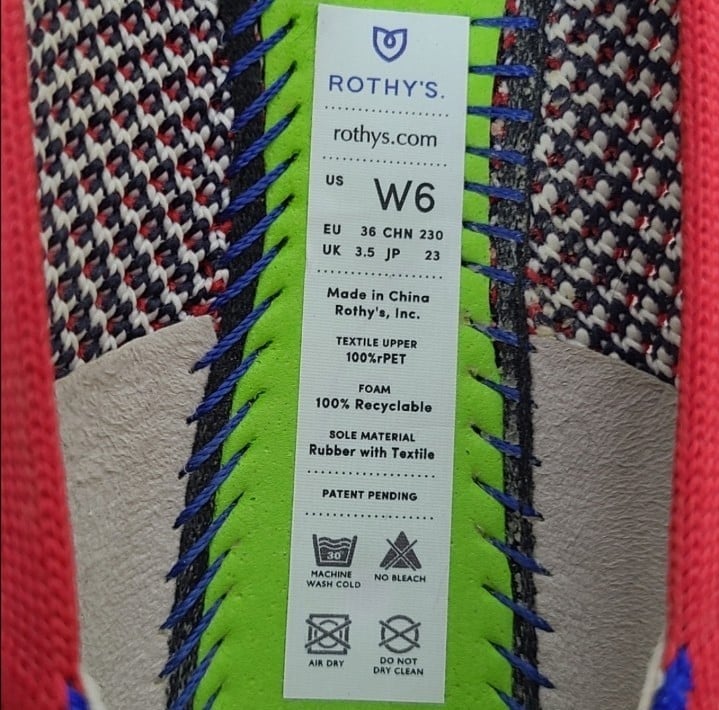 ROTHY'S.
rothys.com
US W6
EU 36 CHN 230
UK 3.5 JP 23
Made in China
Rothy's, Inc.
TEXTILE UPPER
100%rPET
FOAM
100% Recyclable
SOLE MATERIAL
Rubber with Textile
PATENT PENDING
30°
MACHINE NO BLEACH
WASH COLD
AIR DRY DO NOT
DRY CLEAN